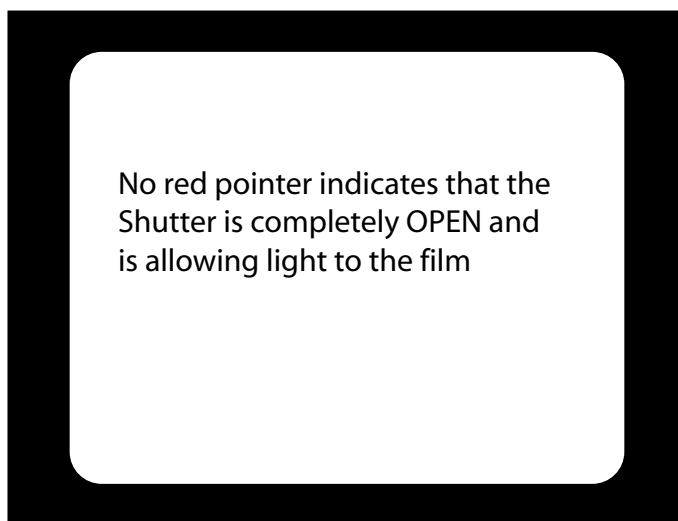 No red pointer indicates that the
Shutter is completely OPEN and
is allowing light to the film